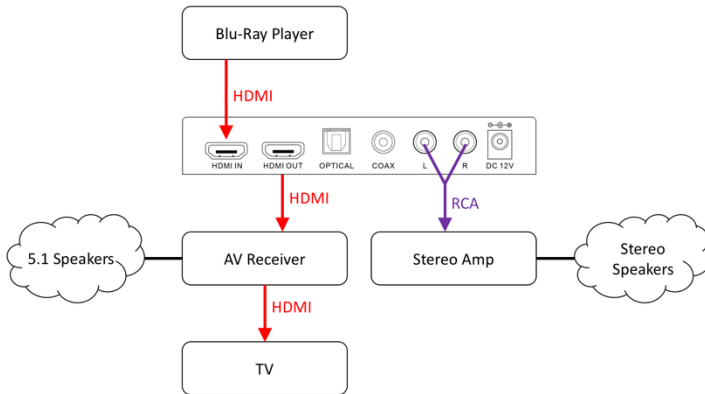 Blu-Ray Player
HDMI
HDMI IN
HDMI OUT
OPTICAL
COAX
L
R
DC 12V
HDMI
RCA
5.1 Speakers
AV Receiver
Stereo Amp
Stereo
Speakers
HDMI
TV